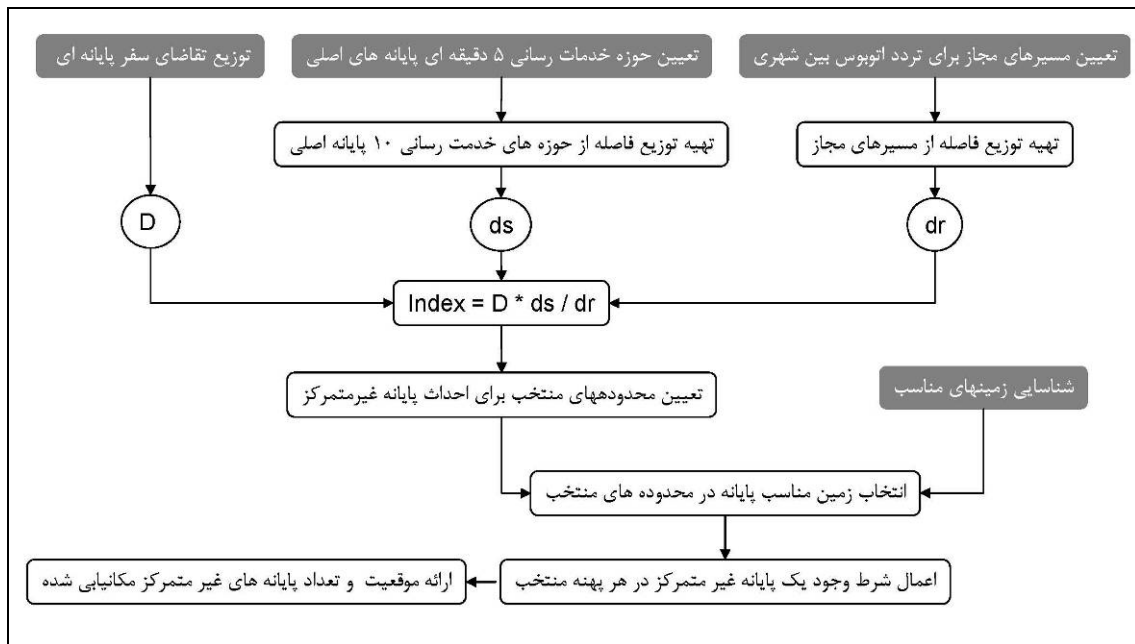 تعیین مسیرهای مجاز برای تردد اتوبوس بین شهری
تعیین حوزه خدمات رسانی ۵ دقیقه ای پایانه های اصلی
توزیع تقاضای سفر پایانه ای
تهیه توزیع فاصله از مسیرهای مجاز
تهیه توزیع فاصله از حوزه های خدمت رسانی ۱۰ پایانه اصلی
dr
ds
D
Index = D * ds / dr
تعیین محدودههای منتخب برای احداث پایانه غیرمتمرکز
شناسایی زمینهای مناسب
انتخاب زمین مناسب پایانه در محدوده های منتخب
اعمال شرط وجود یک پایانه غیر متمرکز در هر پهنه منتخب
ارائه موقعیت و تعداد پایانه های غیر متمرکز مکانیابی شده